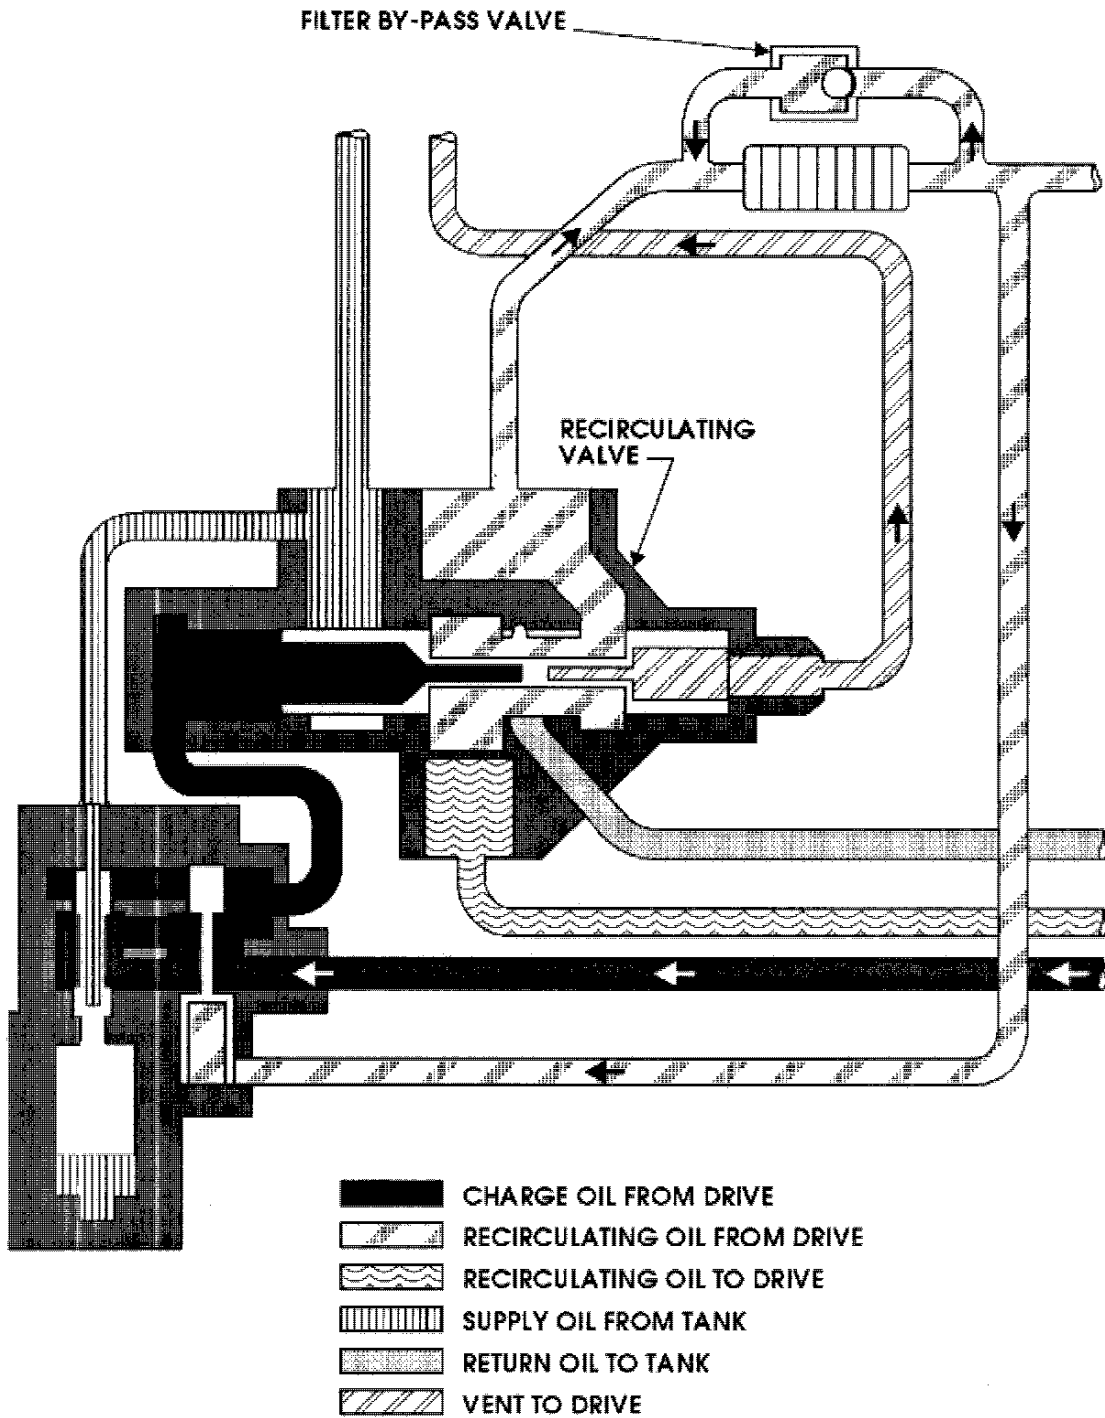 FILTER BY-PASS VALVE
RECIRCULATING
VALVE
CHARGE OIL FROM DRIVE
RECIRCULATING OIL FROM DRIVE
RECIRCULATING OIL TO DRIVE
SUPPLY OIL FROM TANK
RETURN OIL TO TANK
VENT TO DRIVE